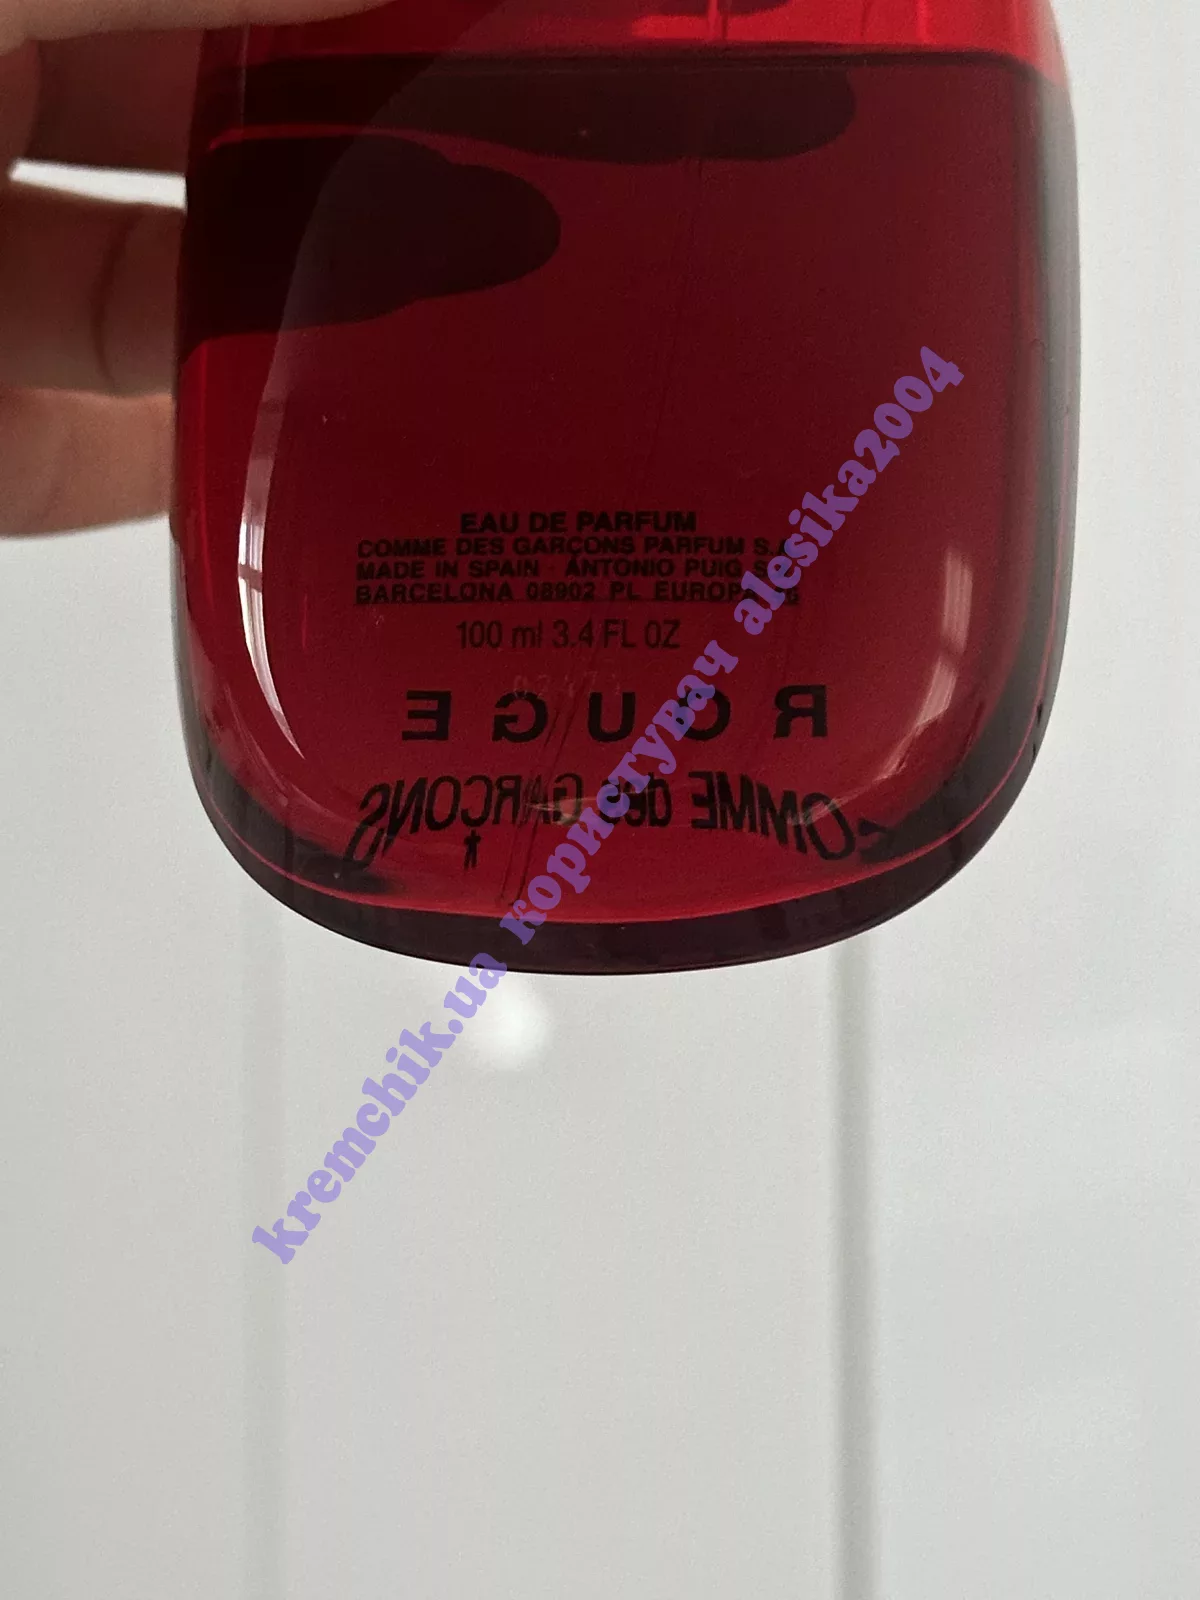 EAU DE PARFUM
COMME DES GARÇONS PARFUM S.A
MADE IN SPAIN - ANTONIO PUIG S
BARCELONA 08902 PL EUROPA
100 ml 3.4 FL OZ
ROUGE
COMME des GARÇONS
kremchik.ua користувач alesika2004